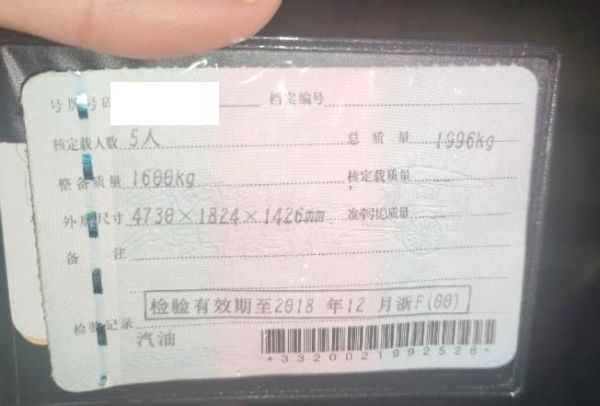 号牌号码 档案编号
核定载人数 5人 总质量 1996kg
整备质量 1600kg 核定载质量
外廓尺寸 4730×1824×1426mm 准牵引总质量
备注
检验有效期至2018 年12 月浙F(00)
检验记录
汽油
*3320021992528*